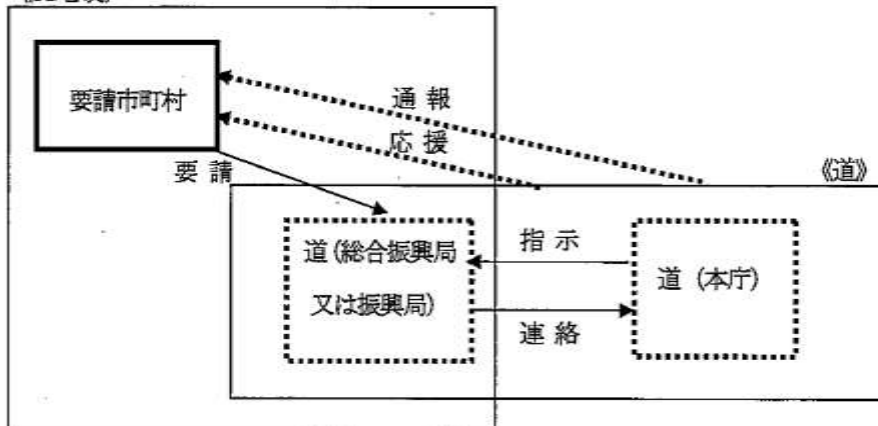 要請市町村
通 報
応 援
要 請
《道》
道(総合振興局
又は振興局)
指 示
連 絡
道 (本庁)